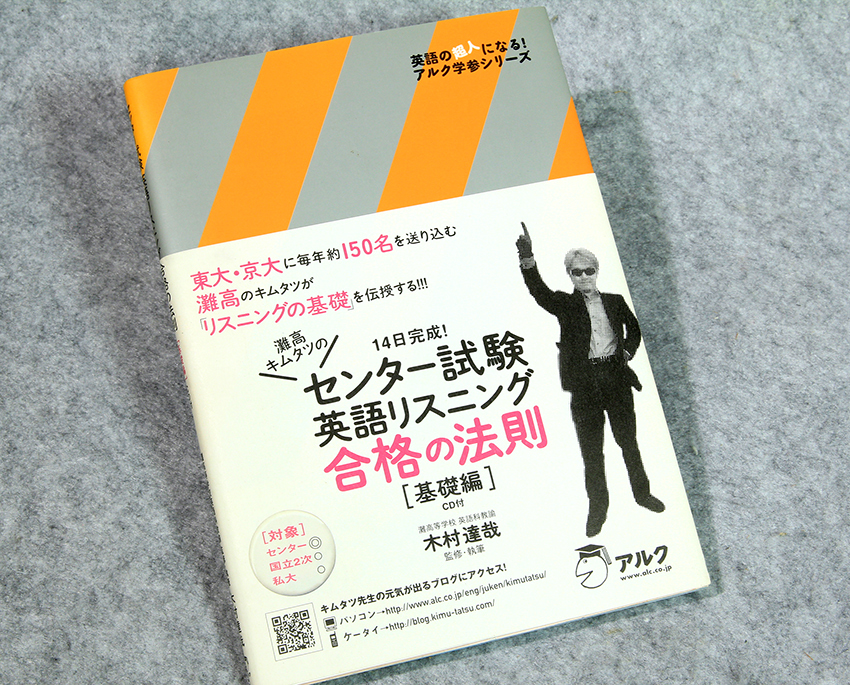 英語の超人になる！
アルク学参シリーズ
東大・京大に毎年約150名を送り込む
灘高のキムタツが
「リスニングの基礎」を伝授する!!!
灘高
キムタツの
14日完成！
センター試験
英語リスニング
合格の法則
[基礎編]
CD付
灘高等学校 英語科教諭
木村達哉
監修・執筆
[対象]
センター◎
国立2次○
私大○
アルク
www.alc.co.jp
キムタツ先生の元気が出るブログにアクセス！
パソコン→http://www.alc.co.jp/eng/juken/kimutatsu/
ケータイ→http://blog.kimu-tatsu.com/